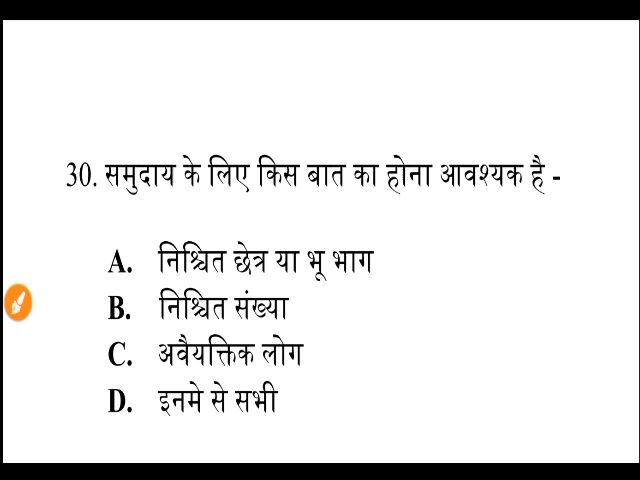 30. समुदाय के लिए किस बात का होना आवश्यक है -
A. निश्चित छेत्र या भू भाग
B. निश्चित संख्या
C. अवैयक्तिक लोग
D. इनमे से सभी